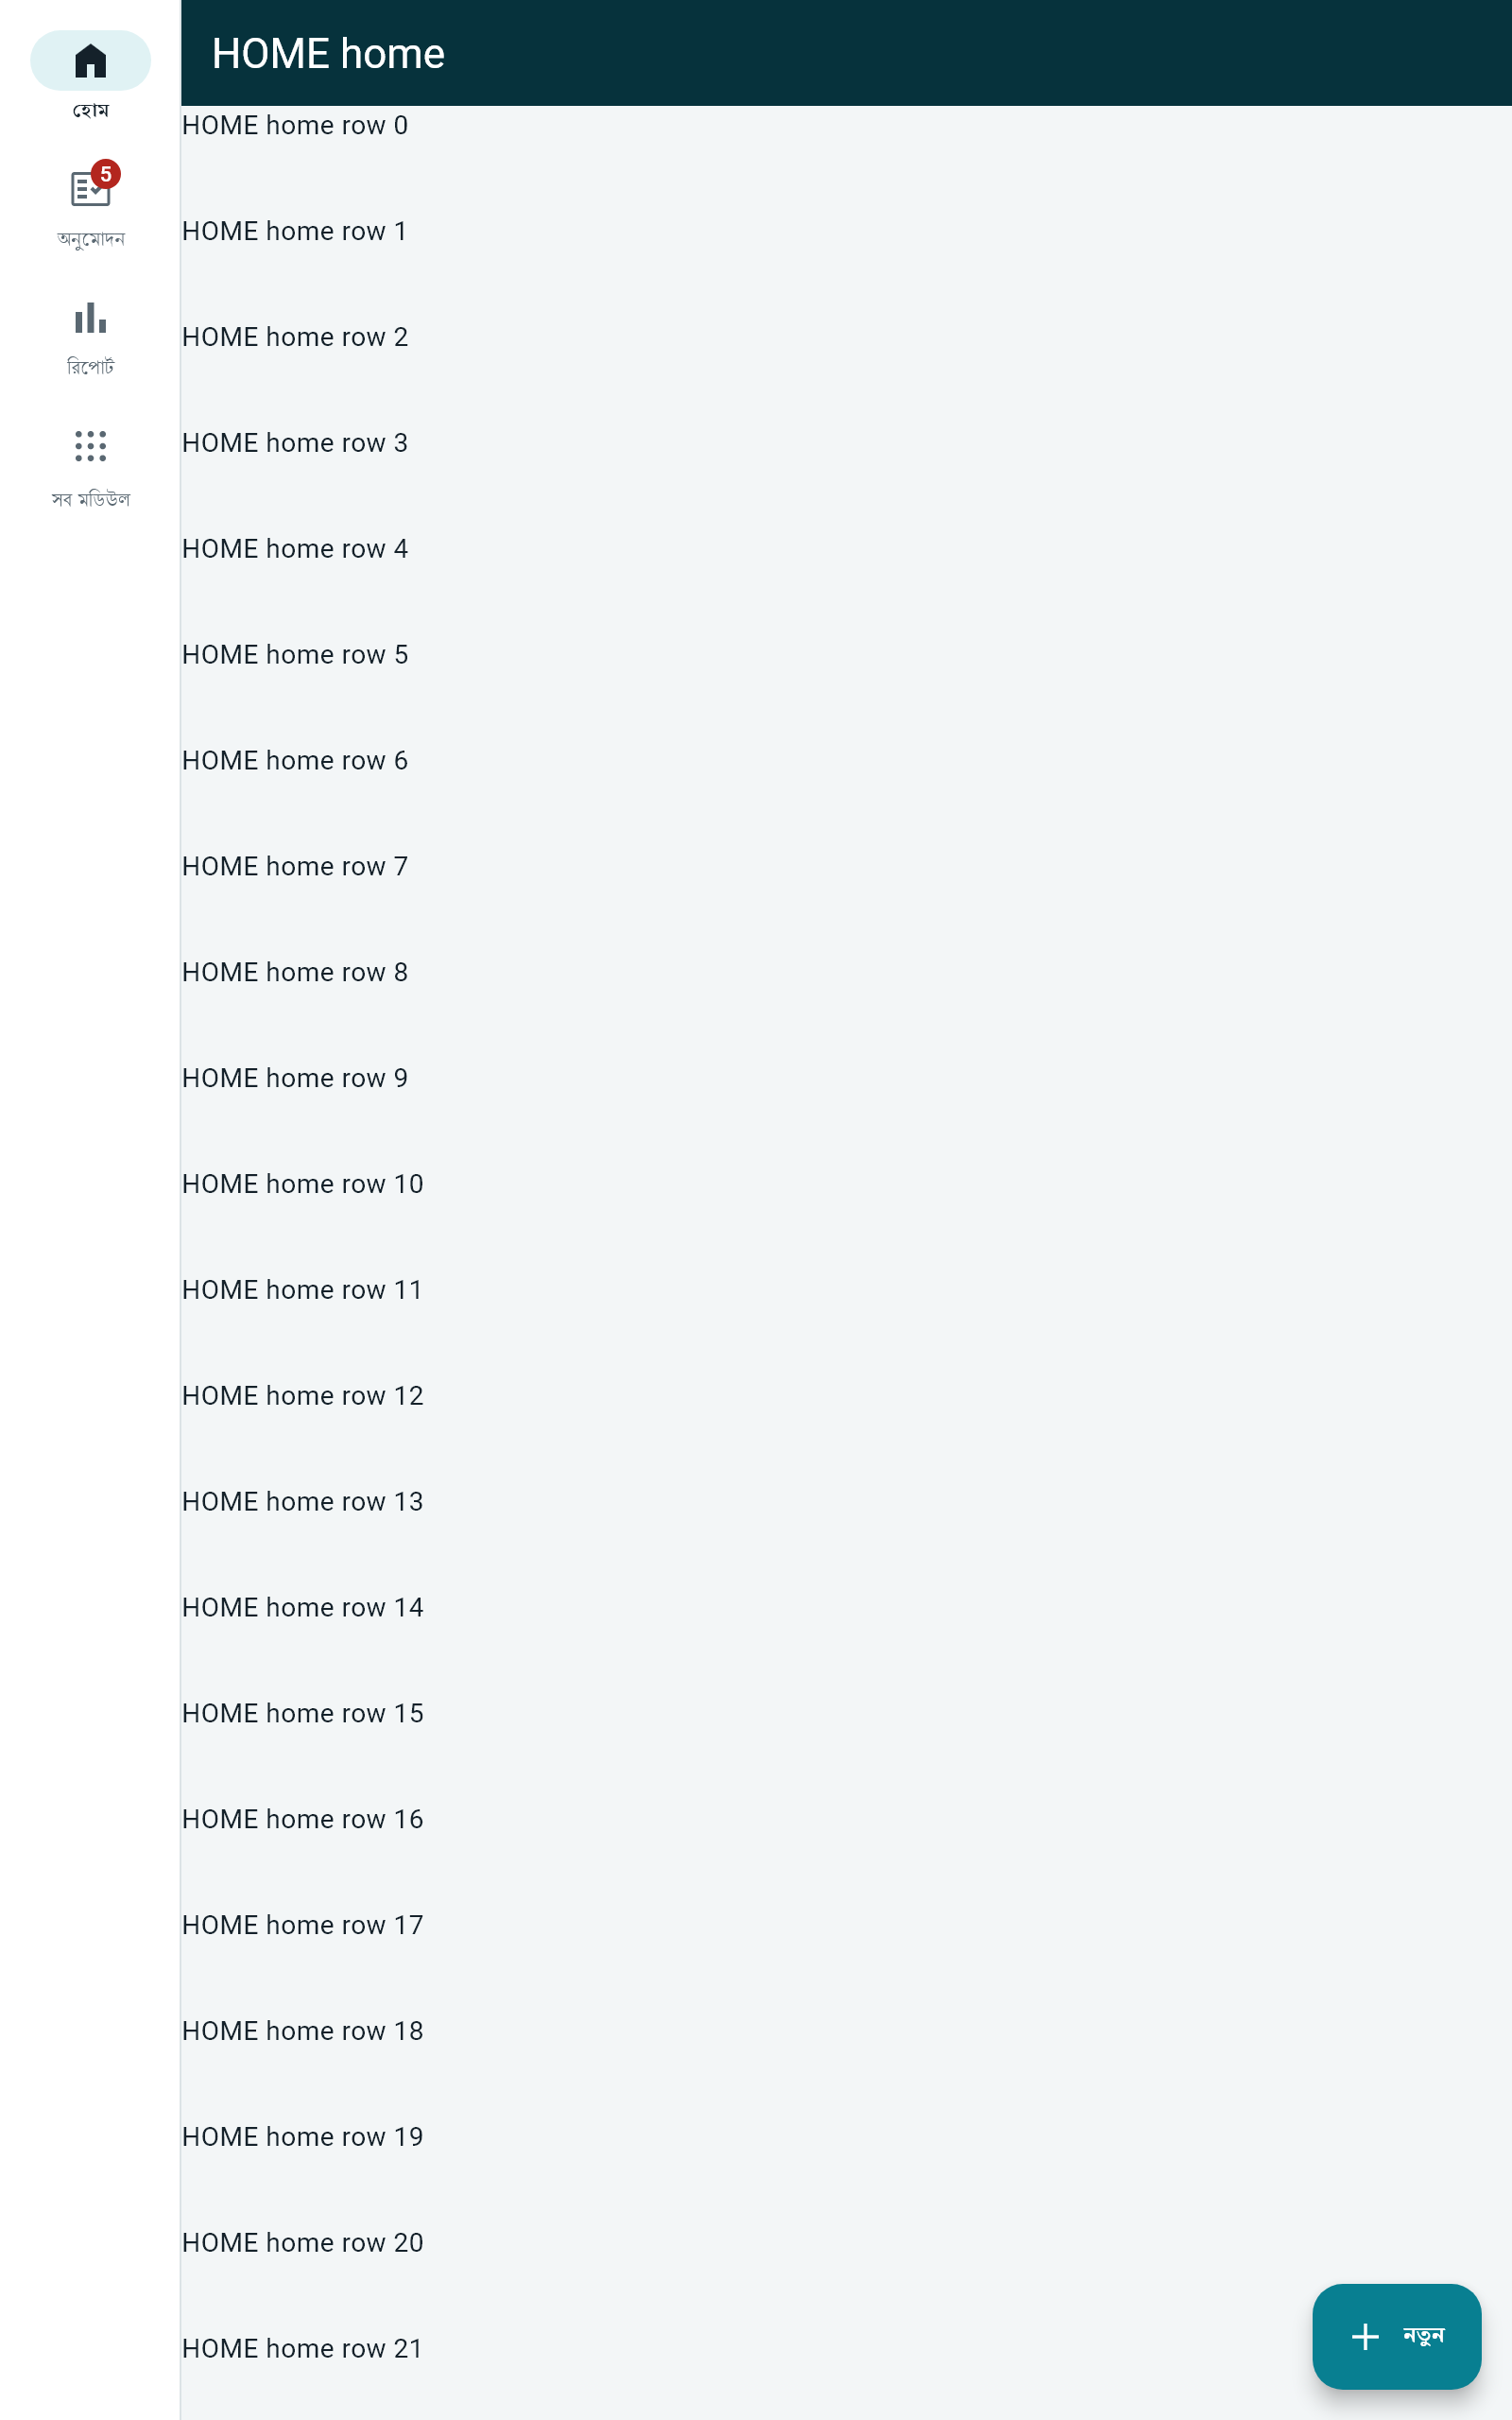 হোম
5
অনুমোদন
রিপোর্ট
সব মডিউল
HOME home
HOME home row 0
HOME home row 1
HOME home row 2
HOME home row 3
HOME home row 4
HOME home row 5
HOME home row 6
HOME home row 7
HOME home row 8
HOME home row 9
HOME home row 10
HOME home row 11
HOME home row 12
HOME home row 13
HOME home row 14
HOME home row 15
HOME home row 16
HOME home row 17
HOME home row 18
HOME home row 19
HOME home row 20
HOME home row 21
নতুন